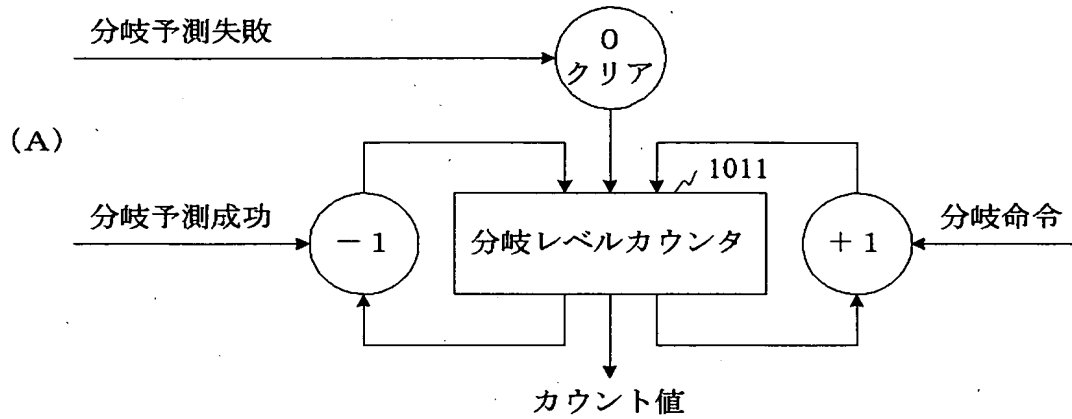 分岐予測失敗
0
クリア
(A)
1011
分岐予測成功
－1
分岐レベルカウンタ
＋1
分岐命令
カウント値